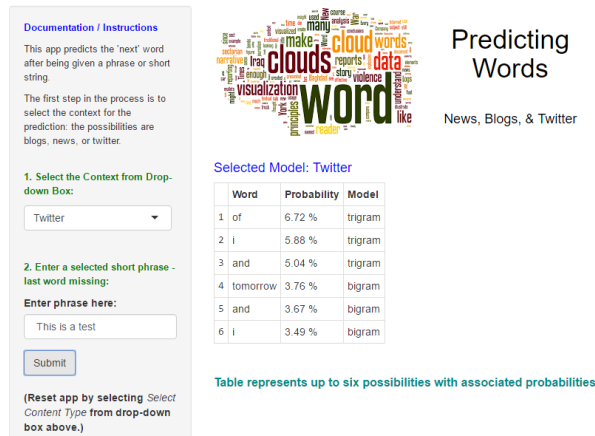 Documentation / Instructions
This app predicts the 'next' word
after being given a phrase or short
string.
The first step in the process is to
select the context for the
prediction: the possibilities are
blogs, news, or twitter.
1. Select the Context from Drop-
down Box:
Twitter
2. Enter a selected short phrase -
last word missing:
Enter phrase here:
This is a test
Submit
(Reset app by selecting Select
Content Type from drop-down
box above.)
many
make
cloud words
clouds
reports
data
Iraq
narrative
enough
story
violence
visualization
word
principles
reader
like
understand
Predicting
Words
News, Blogs, & Twitter
Selected Model: Twitter
Word Probability Model
1 of 6.72 % trigram
2 i 5.88 % trigram
3 and 5.04 % trigram
4 tomorrow 3.76 % bigram
5 and 3.67 % bigram
6 i 3.49 % bigram
Table represents up to six possibilities with associated probabilities